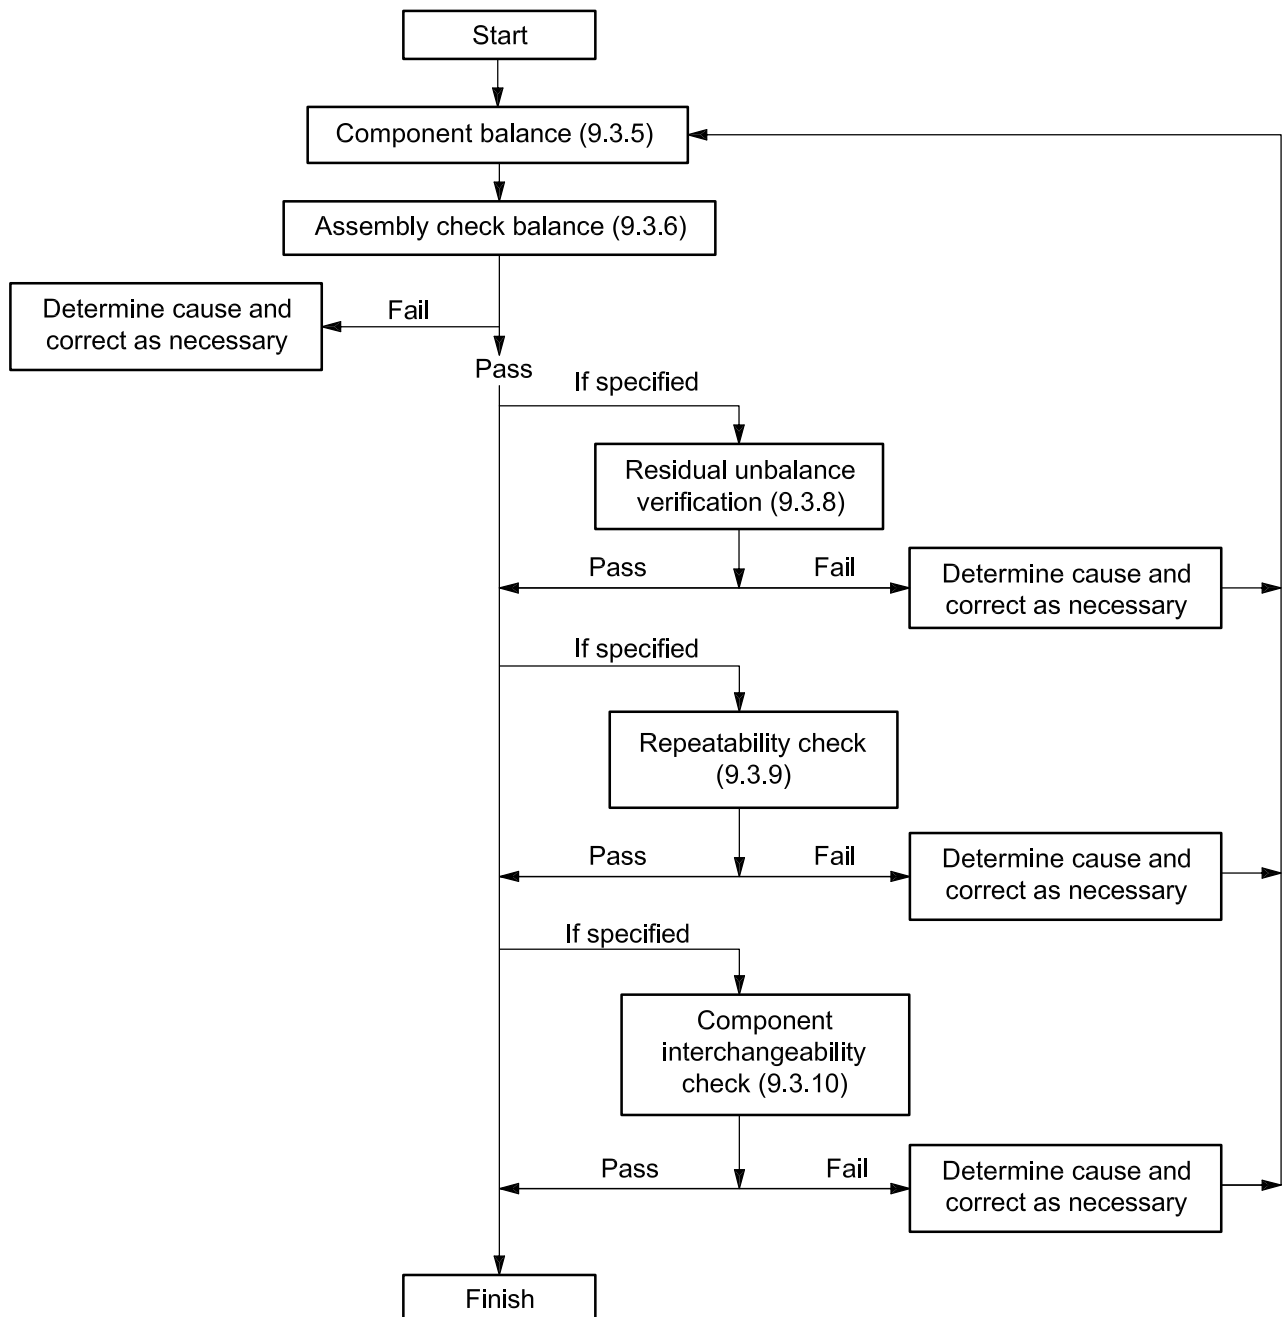 Start
Component balance (9.3.5)
Assembly check balance (9.3.6)
Determine cause and
correct as necessary
Fail
Pass
If specified
Residual unbalance
verification (9.3.8)
Pass
Fail
Determine cause and
correct as necessary
If specified
Repeatability check
(9.3.9)
Pass
Fail
Determine cause and
correct as necessary
If specified
Component
interchangeability
check (9.3.10)
Pass
Fail
Determine cause and
correct as necessary
Finish